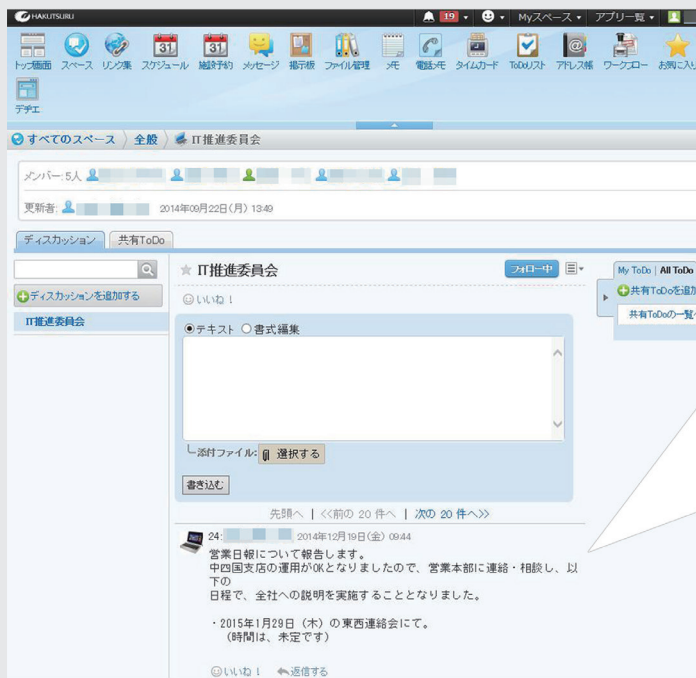 HAKUTSURU
19
Myスペース
アプリ一覧
トップ画面
スペース
リンク集
スケジュール
施設予約
メッセージ
掲示板
ファイル管理
メモ
電話メモ
タイムカード
ToDoリスト
アドレス帳
ワークフロー
お気に入り
デヂエ
すべてのスペース 全般 IT推進委員会
メンバー:5人
更新者:
2014年09月22日(月) 13:49
ディスカッション 共有ToDo
IT推進委員会
フォロー中
My ToDo | All ToDo
ディスカッションを追加する
いいね!
共有ToDoを追加
IT推進委員会
共有ToDoの一覧へ
テキスト 書式編集
添付ファイル: 選択する
書き込む
先頭へ | <<前の 20 件へ | 次の 20 件へ>>
24:
2014年12月19日(金) 09:44
営業日報について報告します。
中四国支店の運用がOKとなりましたので、営業本部に連絡・相談し、以
下の
日程で、全社への説明を実施することとなりました。
・2015年1月29日(木)の東西連絡会にて。
(時間は、未定です)
いいね! 返信する